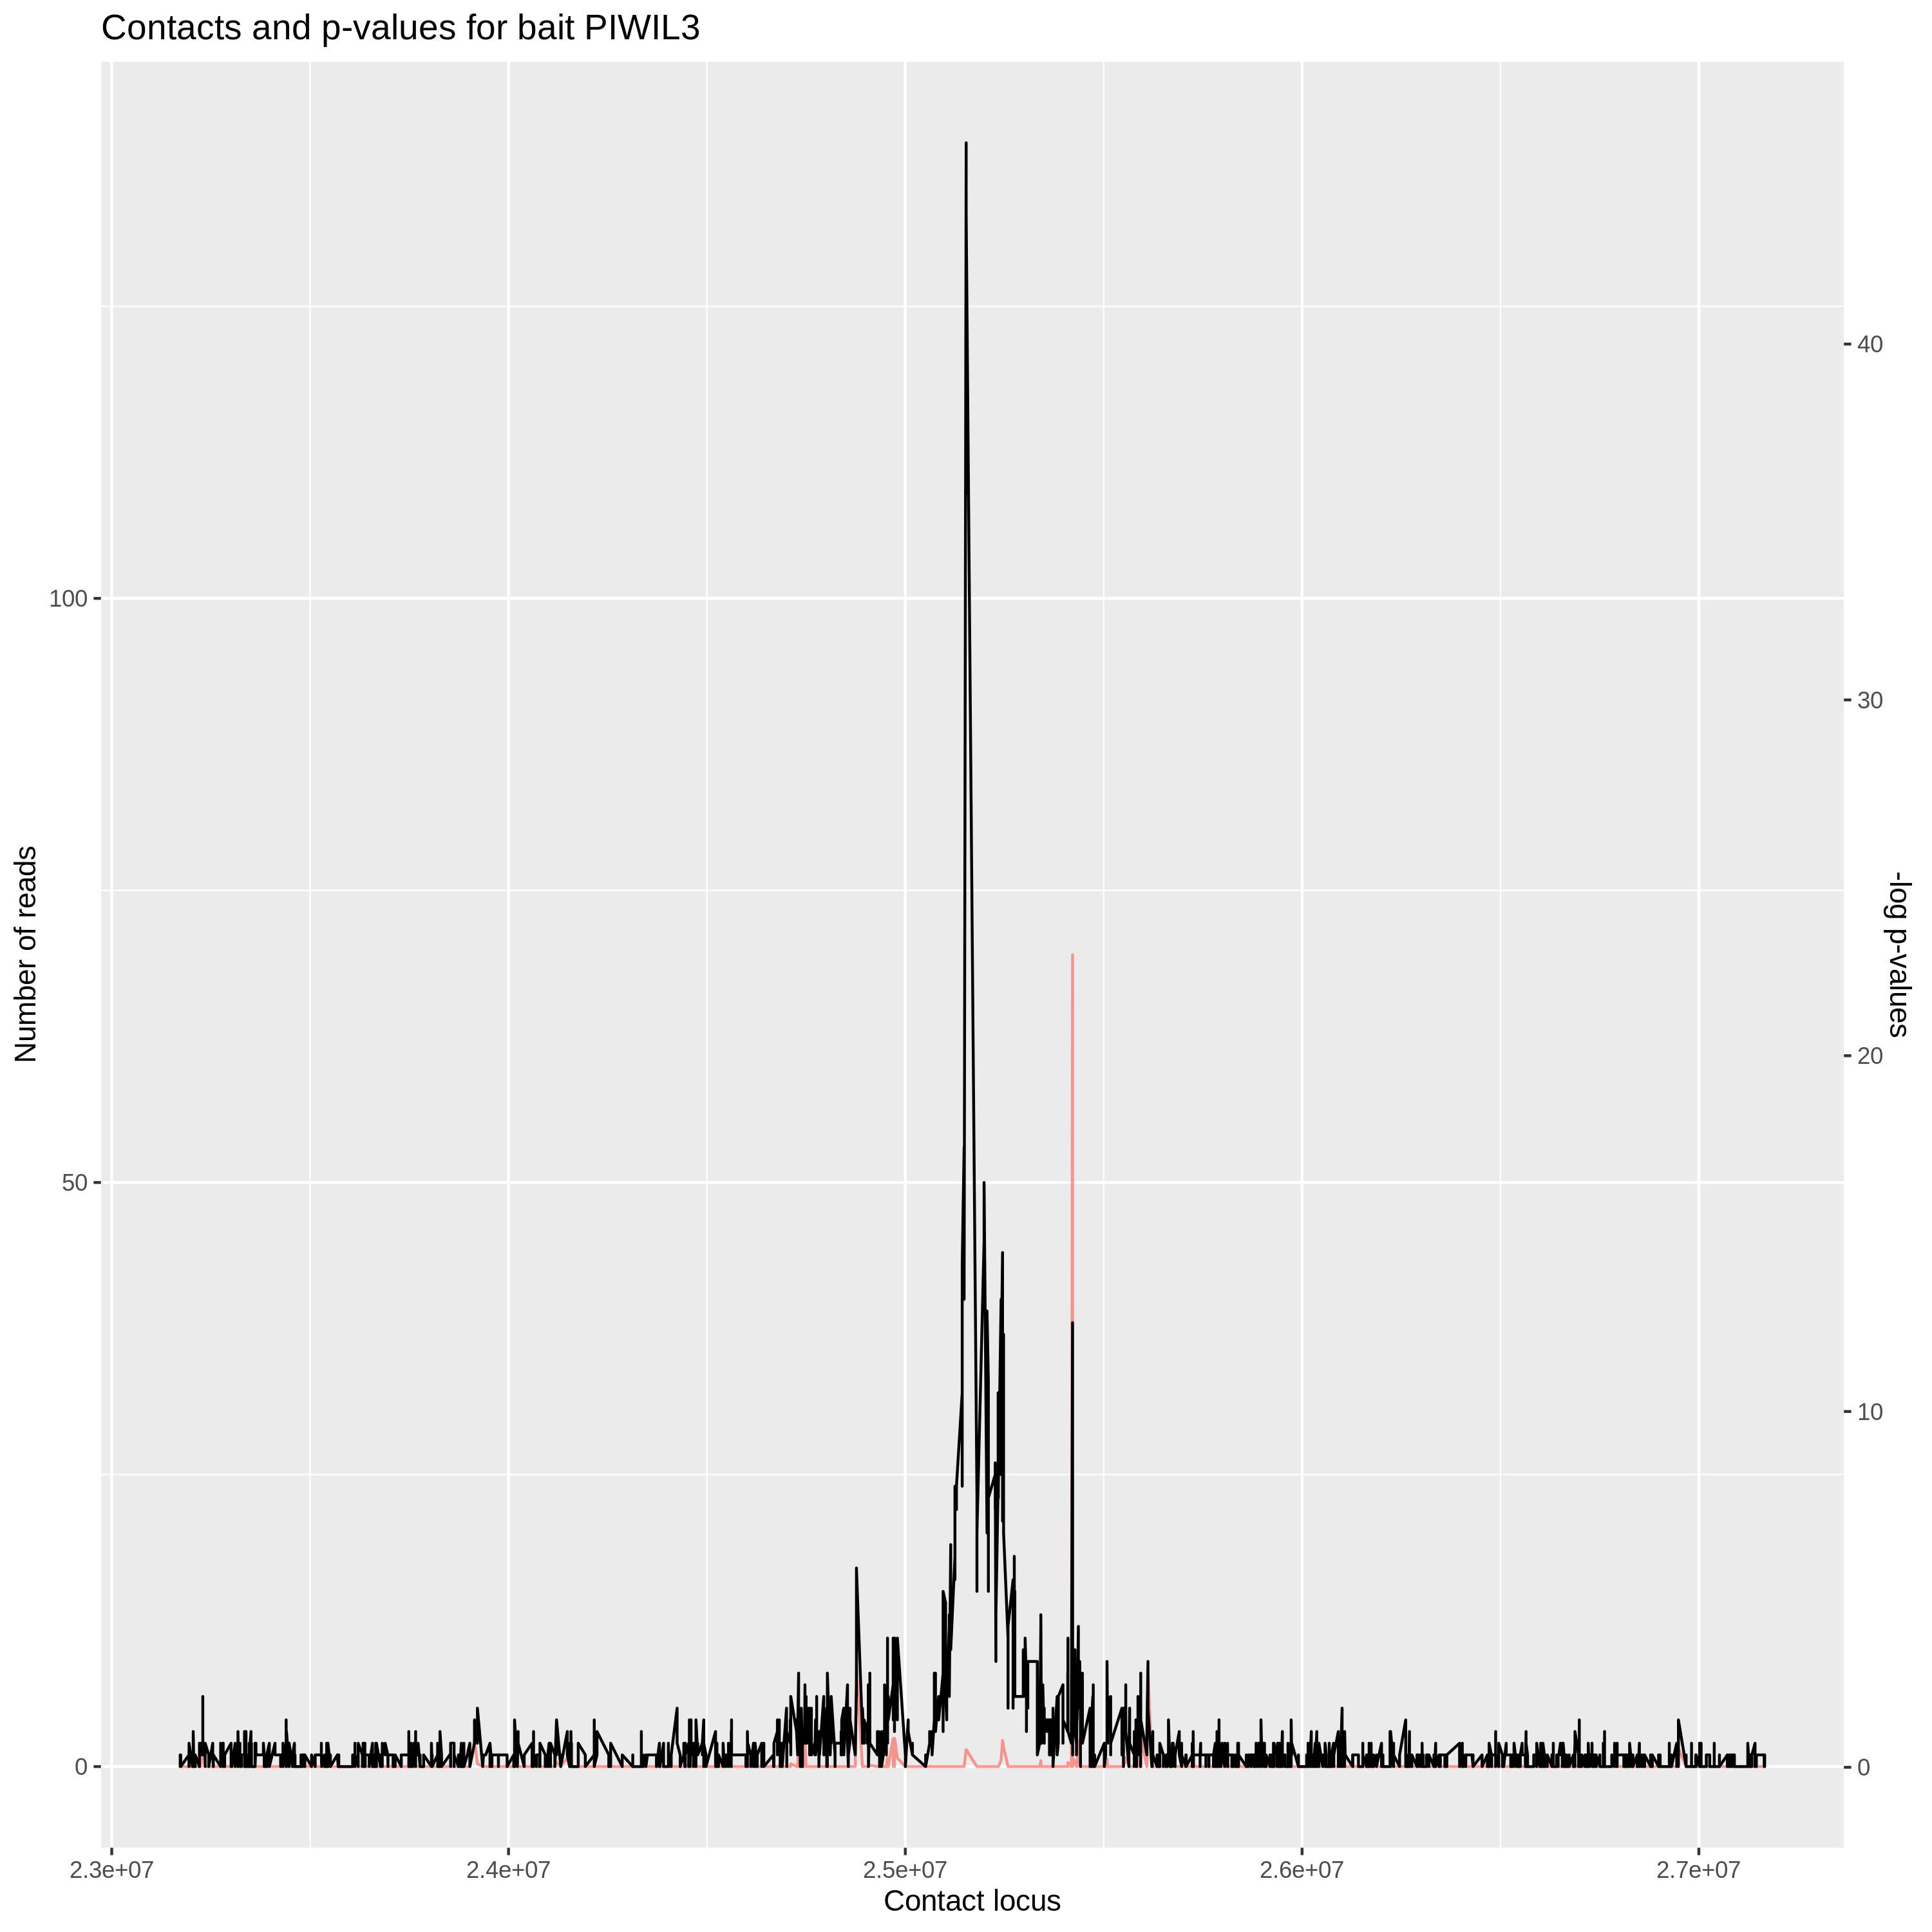 Contacts and p-values for bait PIWIL3
Number of reads
100
50
0
40
30
20
10
0
-log p-values
2.3e+07 2.4e+07 2.5e+07 2.6e+07 2.7e+07
Contact locus